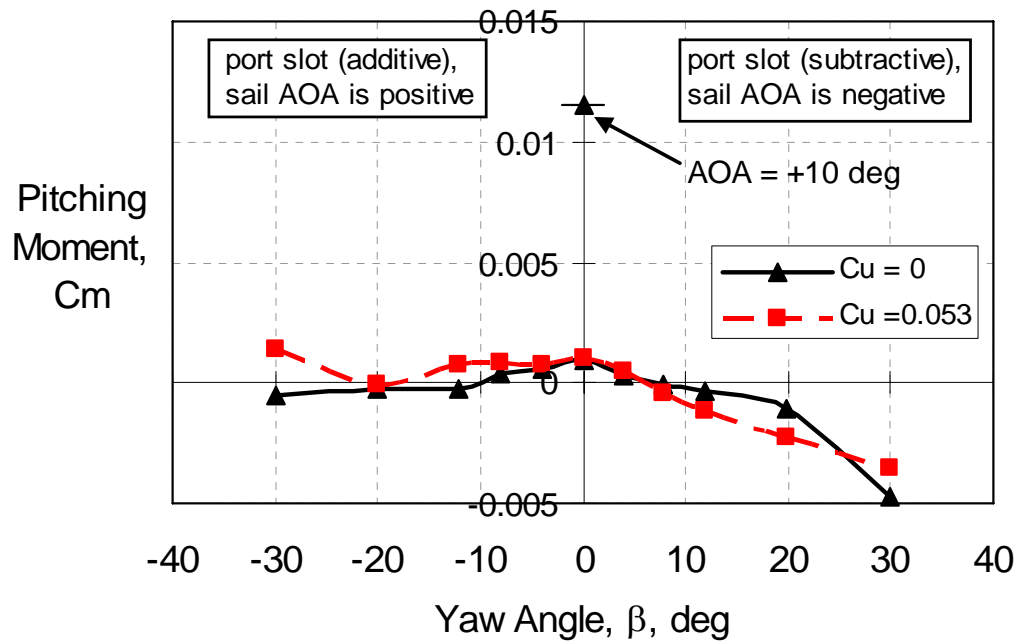 0.015
port slot (additive),
sail AOA is positive
port slot (subtractive),
sail AOA is negative
0.01
AOA = +10 deg
Pitching
Moment,
Cm
0.005
Cu = 0
Cu =0.053
0
-0.005
-40 -30 -20 -10 0 10 20 30 40
Yaw Angle, β, deg